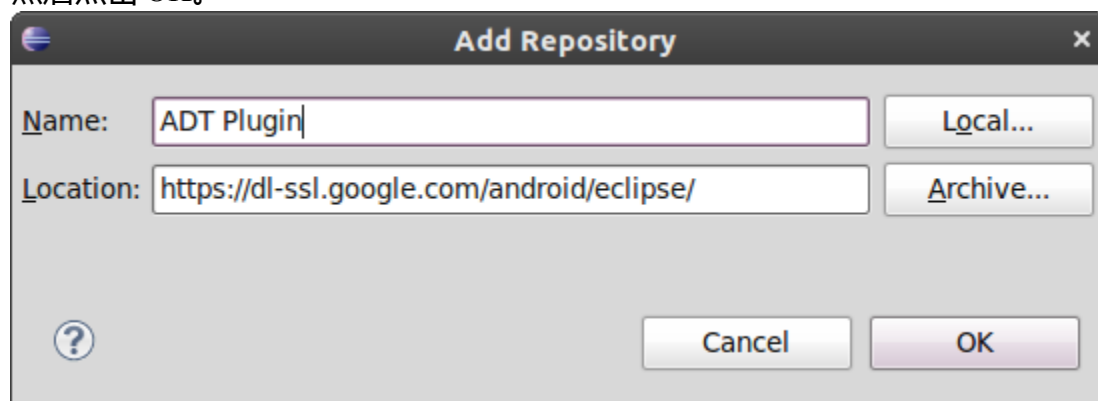 Add Repository
Name: ADT Plugin Local...
Location: https://dl-ssl.google.com/android/eclipse/ Archive...
Cancel OK